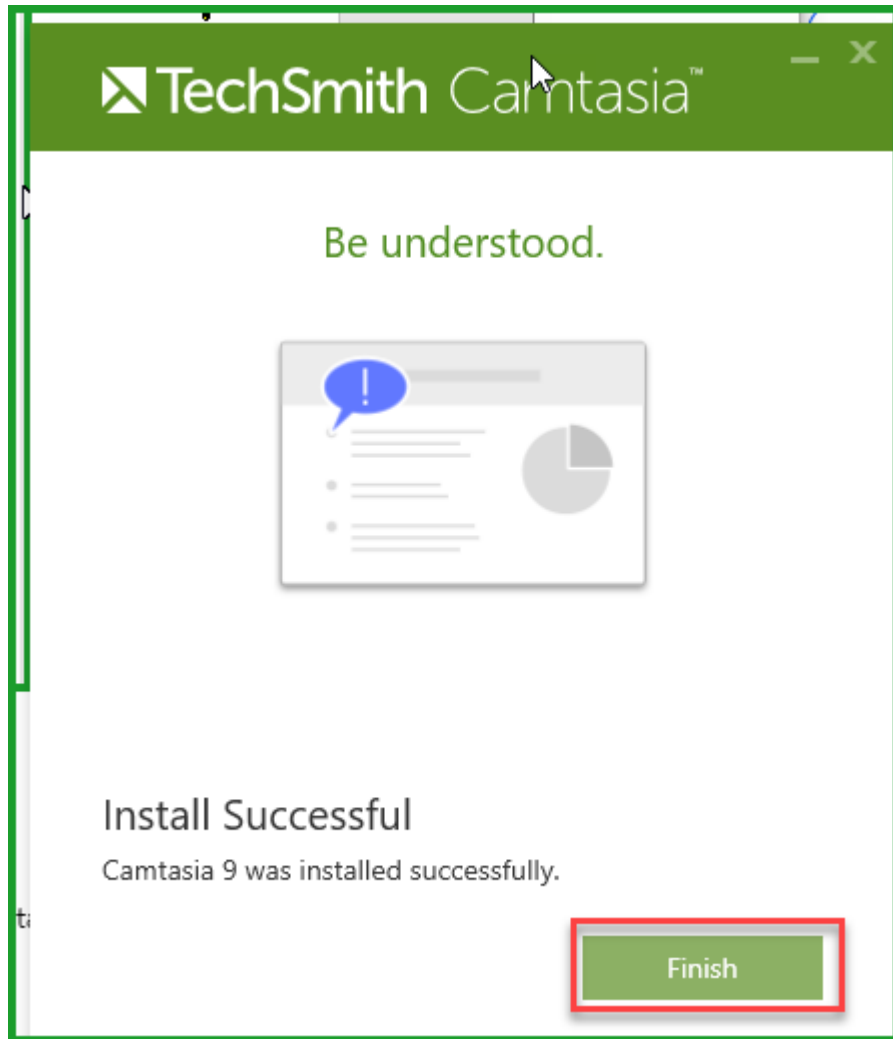 TechSmith Camtasia™
Be understood.
!
Install Successful
Camtasia 9 was installed successfully.
Finish